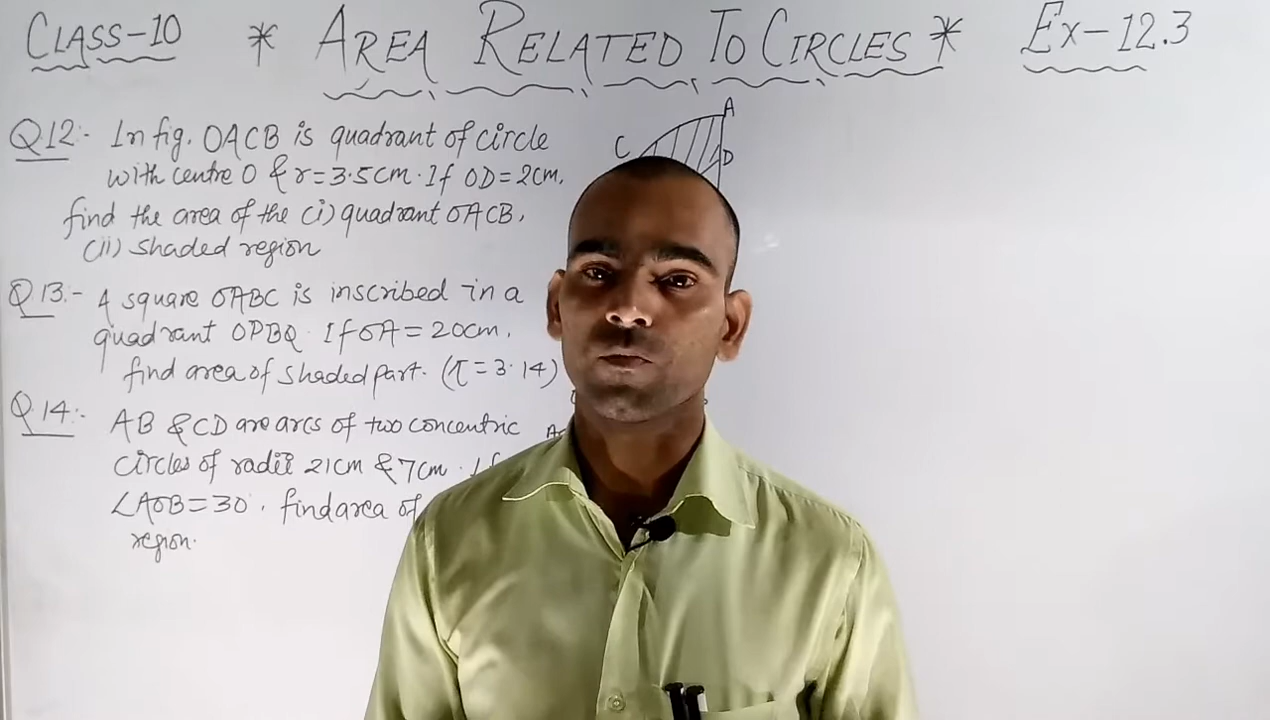 CLASS-10 * AREA RELATED TO CIRCLES * Ex-12.3
Q12:- In fig. OACB is quadrant of circle
with centre O & r=3.5cm. If OD=2cm,
find the area of the (i) quadrant OACB,
(ii) shaded region
A
C
D
Q 13:- A square OABC is inscribed in a
quadrant OPBQ. If OA=20cm,
find area of shaded part. (π=3.14)
Q.14:- AB & CD are arcs of two concentric
circles of radii 21cm & 7cm. If
∠AOB=30°, find area of
region.
A